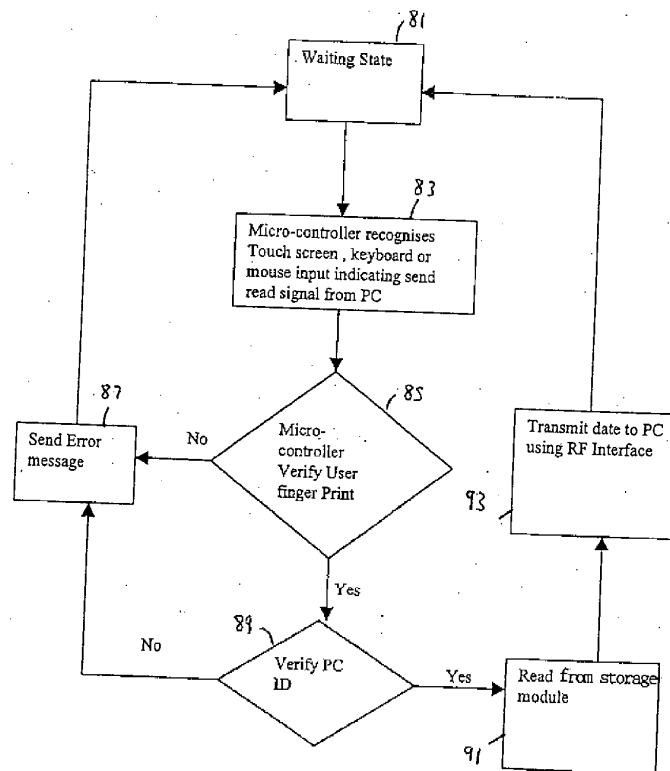 81
Waiting State
83
Micro-controller recognises
Touch screen , keyboard or
mouse input indicating send
read signal from PC
85
Micro-
controller
Verify User
finger Print
No
87
Send Error
message
Yes
89
Verify PC
ID
No
Yes
Read from storage
module
91
Transmit date to PC
using RF Interface
93